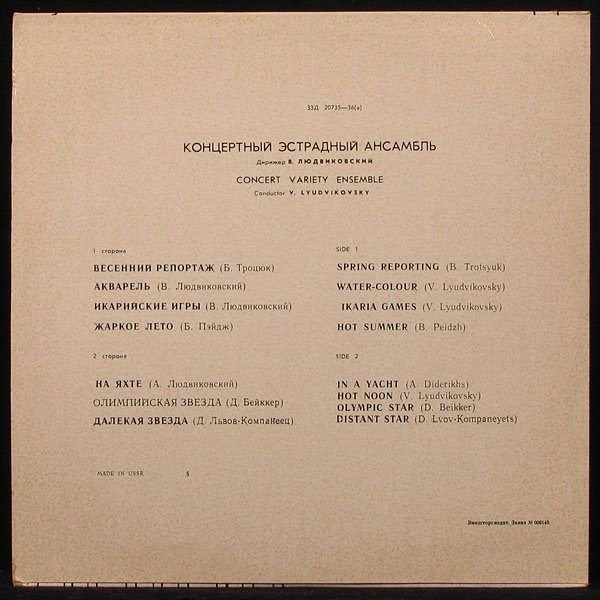 33Д 20735—36(а)
КОНЦЕРТНЫЙ ЭСТРАДНЫЙ АНСАМБЛЬ
Дирижер В. ЛЮДВИКОВСКИЙ
CONCERT VARIETY ENSEMBLE
Conductor V. LYUDVIKOVSKY
1 сторона
ВЕСЕННИЙ РЕПОРТАЖ (Б. Троцюк)
АКВАРЕЛЬ (В. Людвиковский)
ИКАРИЙСКИЕ ИГРЫ (В. Людвиковский)
ЖАРКОЕ ЛЕТО (Б. Пэйдж)
2 сторона
НА ЯХТЕ (А. Людвиковский)
ОЛИМПИЙСКАЯ ЗВЕЗДА (Д. Бейккер)
ДАЛЕКАЯ ЗВЕЗДА (Д. Львов-Компанеец)
SIDE 1
SPRING REPORTING (B. Trotsyuk)
WATER-COLOUR (V. Lyudvikovsky)
IKARIA GAMES (V. Lyudvikovsky)
HOT SUMMER (B. Peidzh)
SIDE 2
IN A YACHT (A. Diderikhs)
HOT NOON (V. Lyudvikovsky)
OLYMPIC STAR (D. Beikker)
DISTANT STAR (D. Lvov-Kompaneyets)
MADE IN USSR 5
Внешторгиздат. Заказ № 006140.